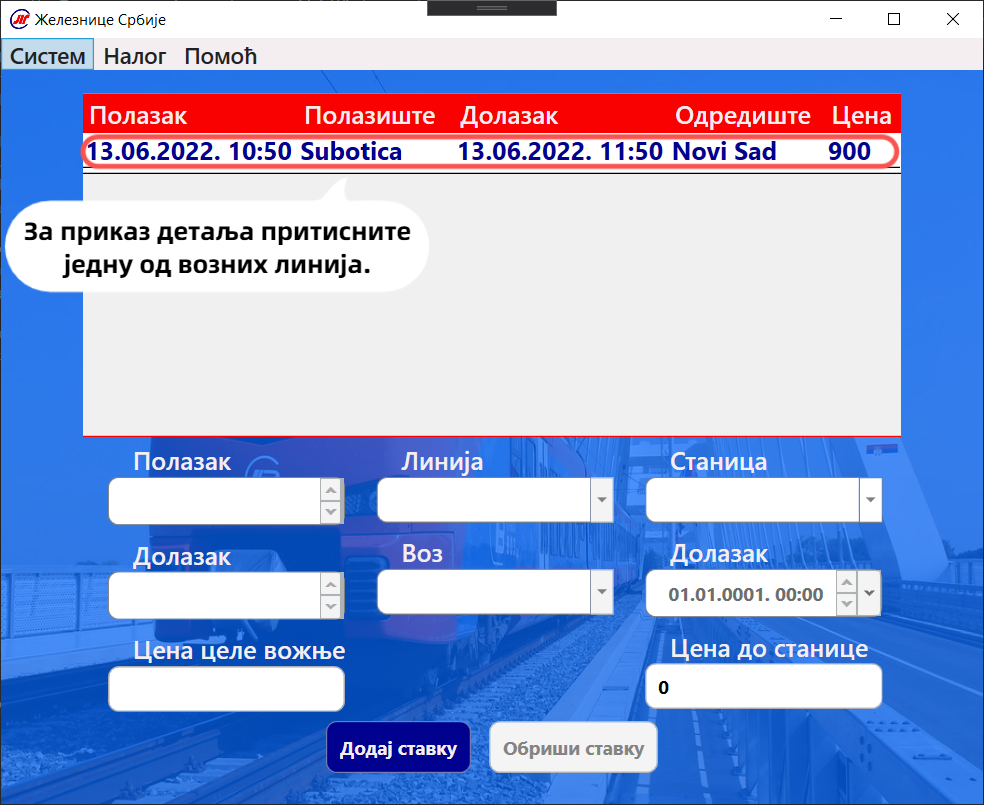 Железнице Србије
Систем Налог Помоћ
Полазак Полазиште Долазак Одредиште Цена
13.06.2022. 10:50 Subotica 13.06.2022. 11:50 Novi Sad 900
За приказ детаља притисните
једну од возних линија.
Полазак Линија Станица
Долазак Воз Долазак
01.01.0001. 00:00
Цена целе вожње Цена до станице
0
Додај ставку Обриши ставку